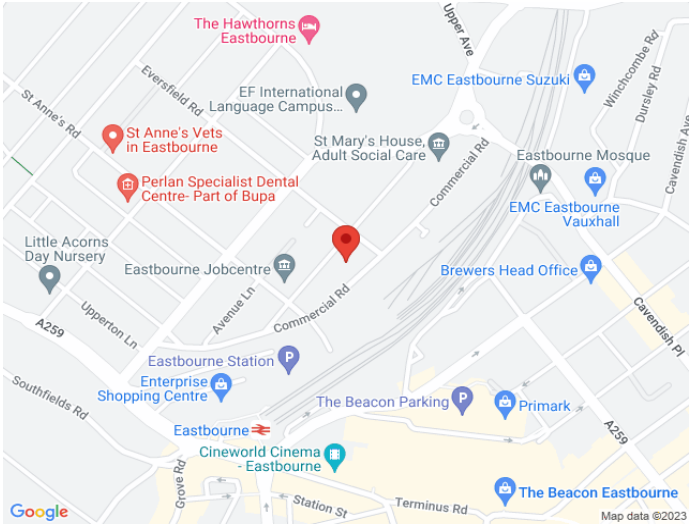 The Hawthorns
Eastbourne
Upper Ave
EMC Eastbourne Suzuki
Winchcombe Rd
Dursley Rd
Cavendish Ave
Eversfield Rd
St Anne's Rd
EF International
Language Campus...
St Anne's Vets
in Eastbourne
St Mary's House,
Adult Social Care
Commercial Rd
Eastbourne Mosque
Perlan Specialist Dental
Centre- Part of Bupa
EMC Eastbourne
Vauxhall
Little Acorns
Day Nursery
Eastbourne Jobcentre
Brewers Head Office
Avenue Ln
Commercial Rd
Upperton Ln
A259
Cavendish Pl
Eastbourne Station
P
Southfields Rd
Enterprise
Shopping Centre
The Beacon Parking
P
Primark
A259
Eastbourne
Cineworld Cinema
- Eastbourne
Grove Rd
Station St
Terminus Rd
The Beacon Eastbourne
Google
Map data ©2023